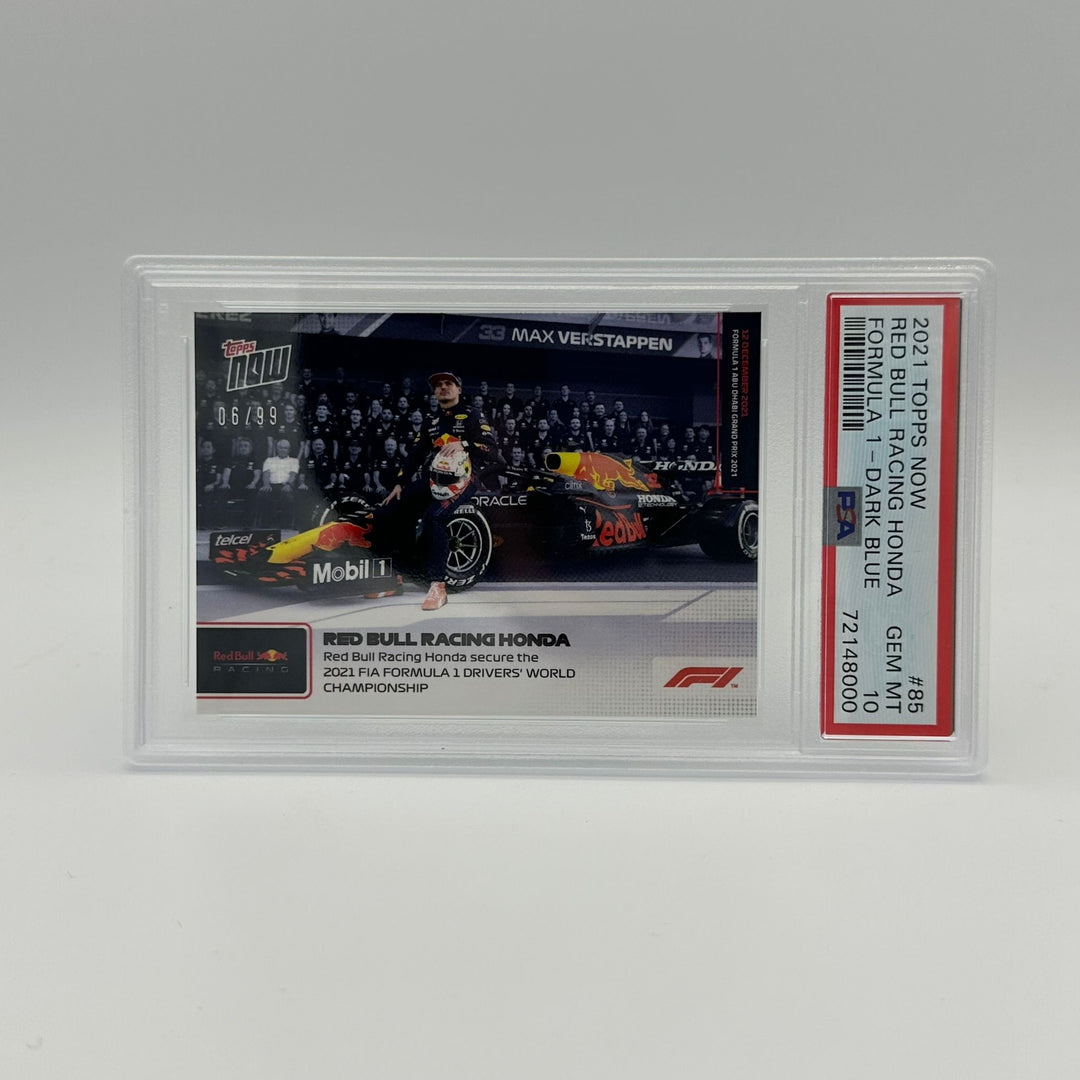 33 MAX VERSTAPPEN
topps
NOW
06/99
12 DECEMBER 2021
FORMULA 1 ABU DHABI GRAND PRIX 2021
HONDA
citrix
ORACLE
HONDA
Red Bull
telcel
Mobil 1
RED BULL RACING HONDA
Red Bull Racing Honda secure the
2021 FIA FORMULA 1 DRIVERS' WORLD
CHAMPIONSHIP
Red Bull
RACING
F1 ™
2021 TOPPS NOW #85
RED BULL RACING HONDA GEM MT
FORMULA 1-DARK BLUE 10
72148000
PSA